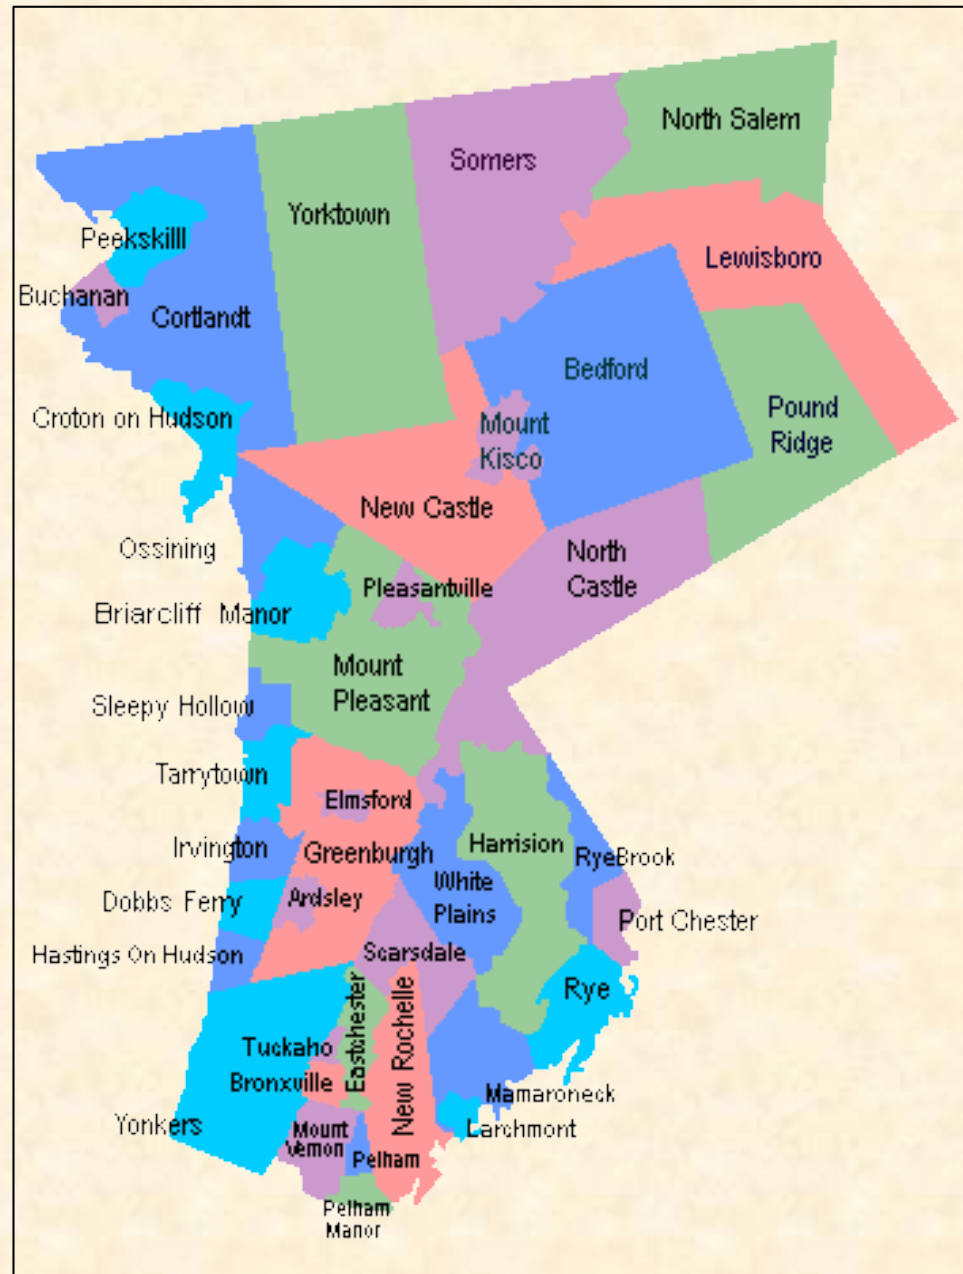 North Salem
Somers
Yorktown
Peekskilll
Lewisboro
Buchanan
Cortlandt
Bedford
Croton on Hudson
Mount
Kisco
Pound
Ridge
New Castle
Ossining
North
Castle
Pleasantville
Briarcliff Manor
Mount
Pleasant
Sleepy Hollow
Tarrytown
Elmsford
Irvington
Greenburgh
Harrision
RyeBrook
White
Plains
Dobbs Ferry
Ardsley
Port Chester
Hastings On Hudson
Scarsdale
Rye
Eastchester
New Rochelle
Tuckaho
Bronxville
Mamaroneck
Yonkers
Larchmont
Mount
Vernon
Pelham
Pelham
Manor